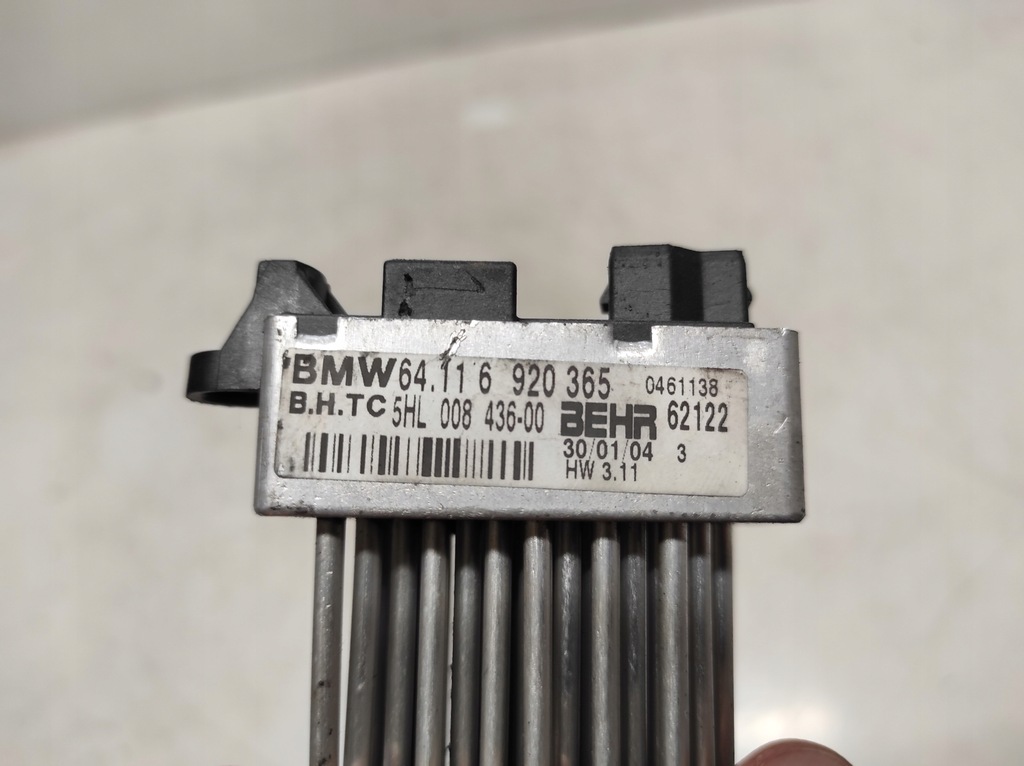 BMW 64.11 6 920 365 0461138
B.H.TC 5HL 008 436-00 BEHR 62122
30/01/04 3
HW 3.11